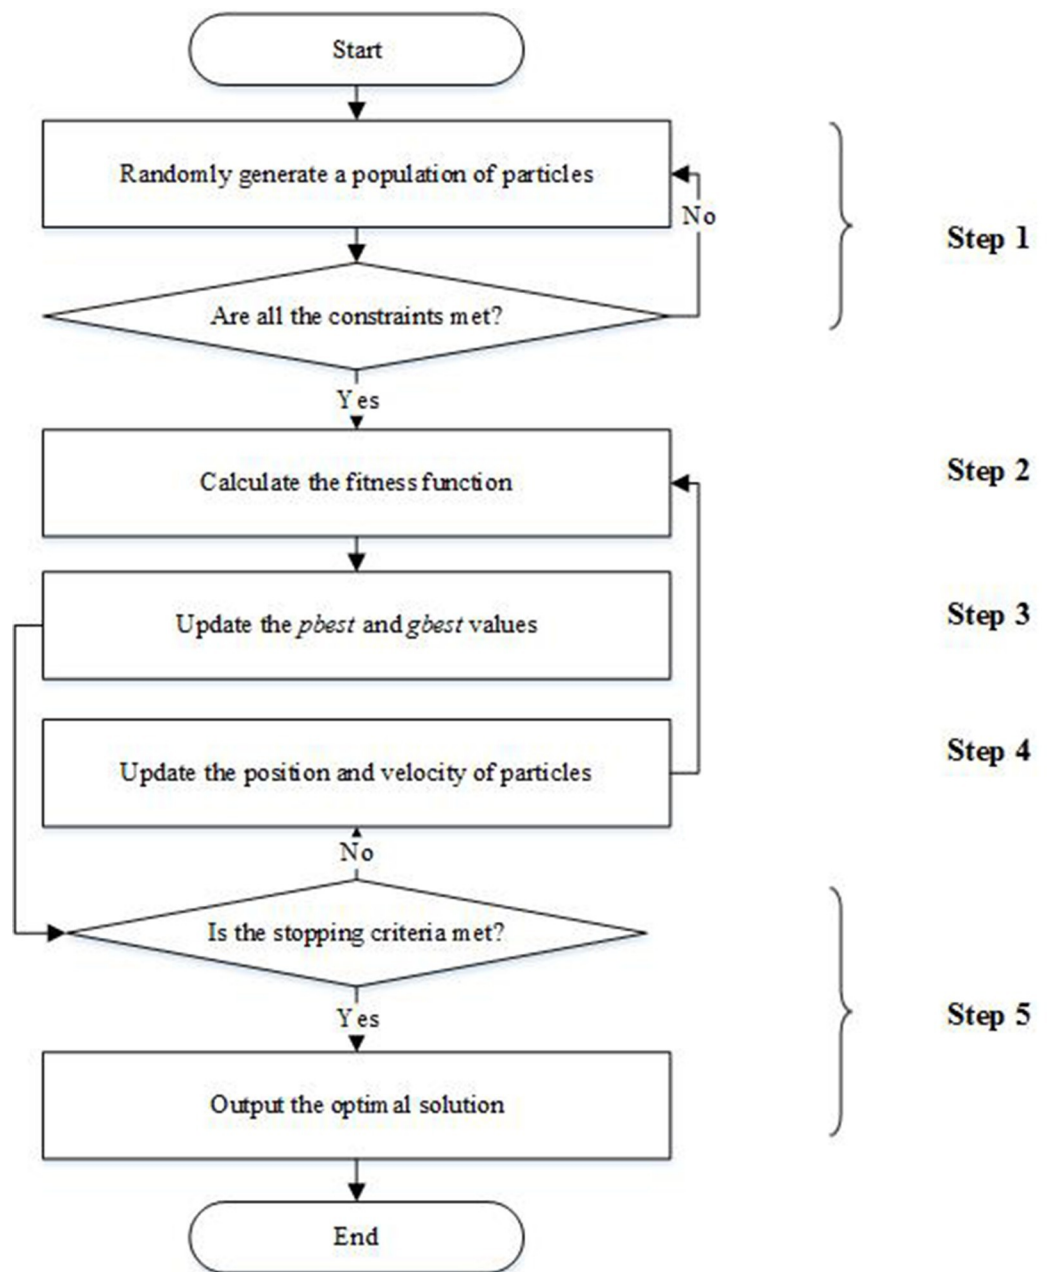 Start
Randomly generate a population of particles
No
Step 1
Are all the constraints met?
Yes
Calculate the fitness function
Step 2
Update the pbest and gbest values
Step 3
Update the position and velocity of particles
Step 4
No
Is the stopping criteria met?
Yes
Step 5
Output the optimal solution
End